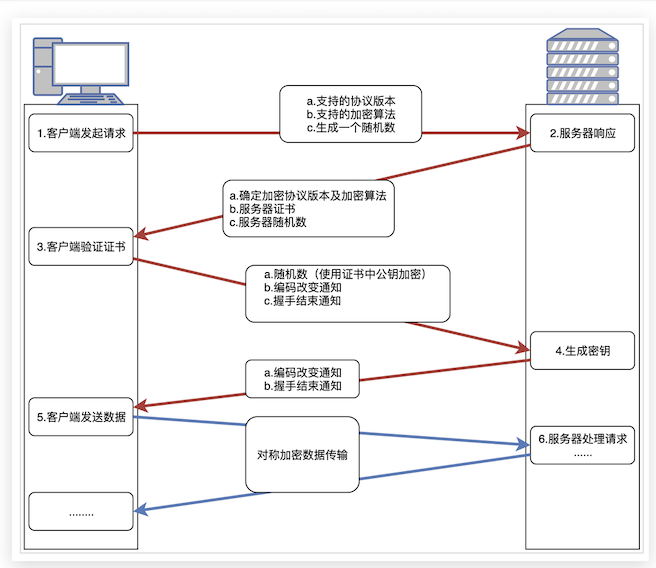 a.支持的协议版本
b.支持的加密算法
c.生成一个随机数
1.客户端发起请求
2.服务器响应
a.确定加密协议版本及加密算法
b.服务器证书
c.服务器随机数
3.客户端验证证书
a.随机数（使用证书中公钥加密）
b.编码改变通知
c.握手结束通知
4.生成密钥
a.编码改变通知
b.握手结束通知
5.客户端发送数据
对称加密数据传输
6.服务器处理请求
......
........